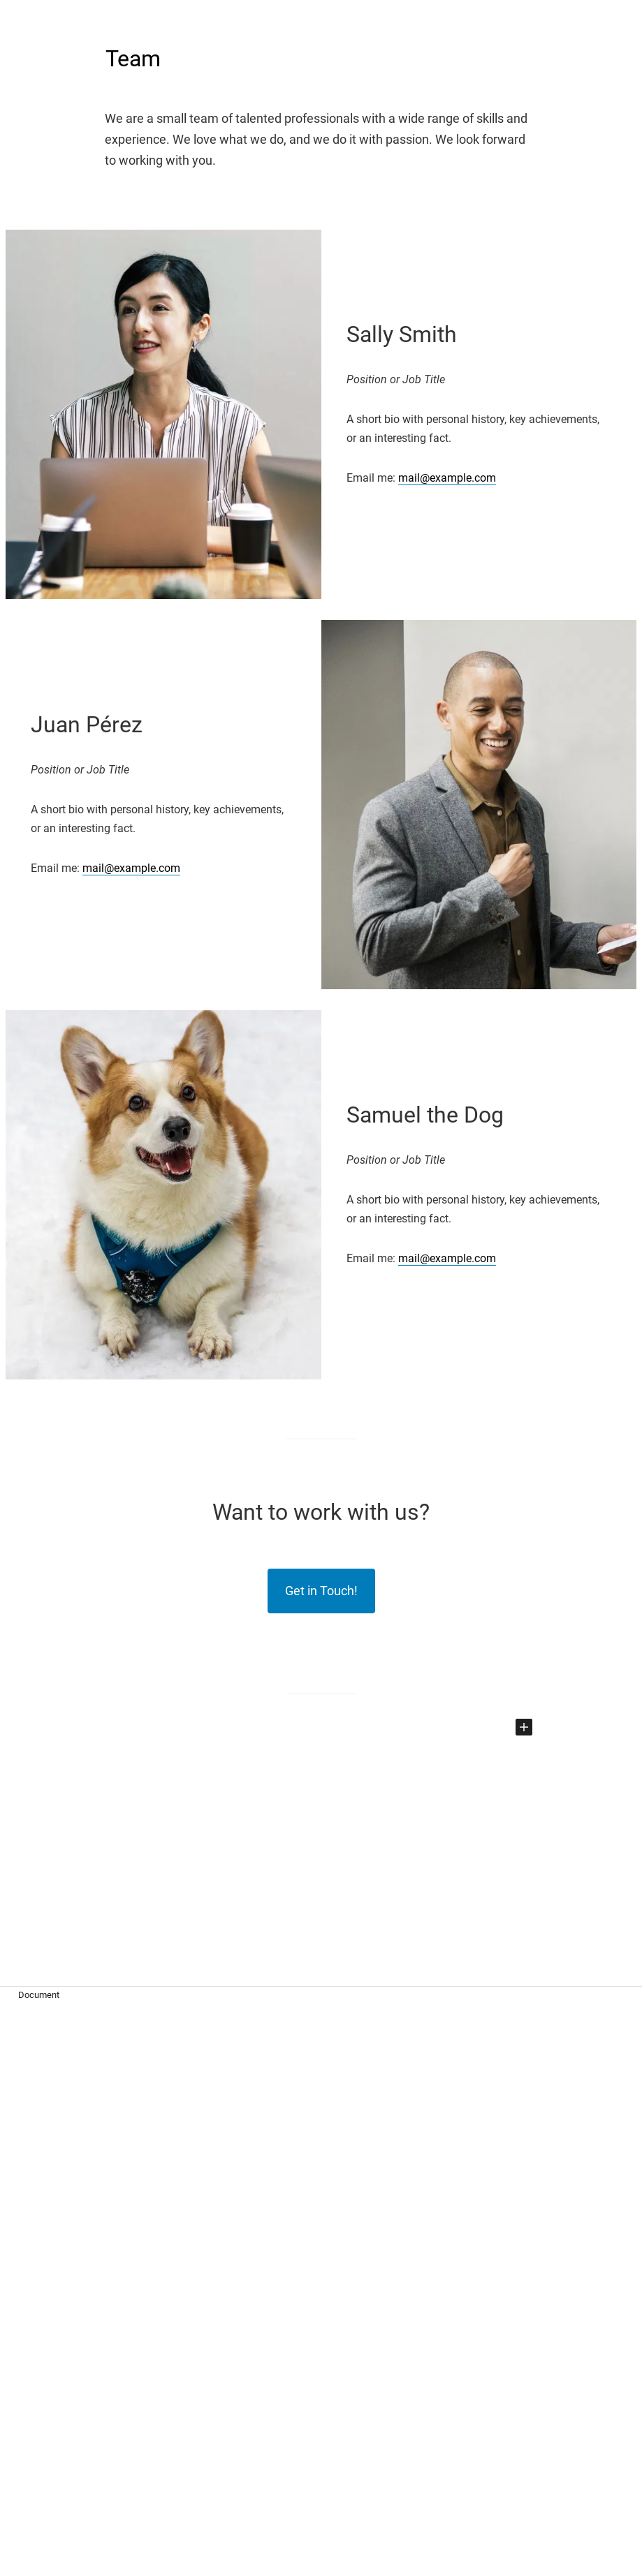 Team
We are a small team of talented professionals with a wide range of skills and
experience. We love what we do, and we do it with passion. We look forward
to working with you.
Sally Smith
Position or Job Title
A short bio with personal history, key achievements,
or an interesting fact.
Email me: mail@example.com
Juan Pérez
Position or Job Title
A short bio with personal history, key achievements,
or an interesting fact.
Email me: mail@example.com
Samuel the Dog
Position or Job Title
A short bio with personal history, key achievements,
or an interesting fact.
Email me: mail@example.com
Want to work with us?
Get in Touch!
Document